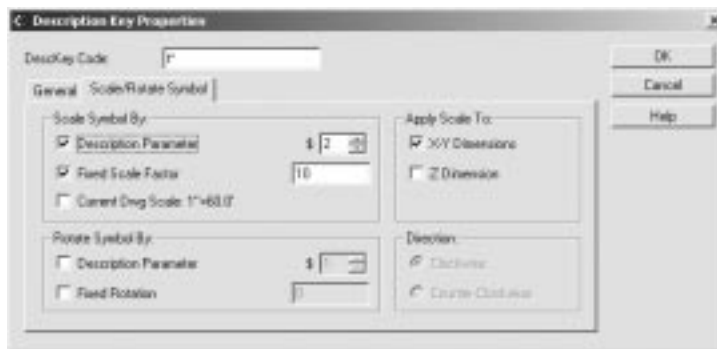 Description Key Properties
DescKey Code:
OK
General Scale/Rotate Symbol
Cancel
Help
Scale Symbol By:
Description Parameter $ 2
Fixed Scale Factor 10
Current Dwg Scale: 1"=60.0'
Apply Scale To:
X-Y Dimensions
Z Dimension
Rotate Symbol By:
Description Parameter $
Fixed Rotation 0
Direction:
Clockwise
Counter-Clockwise